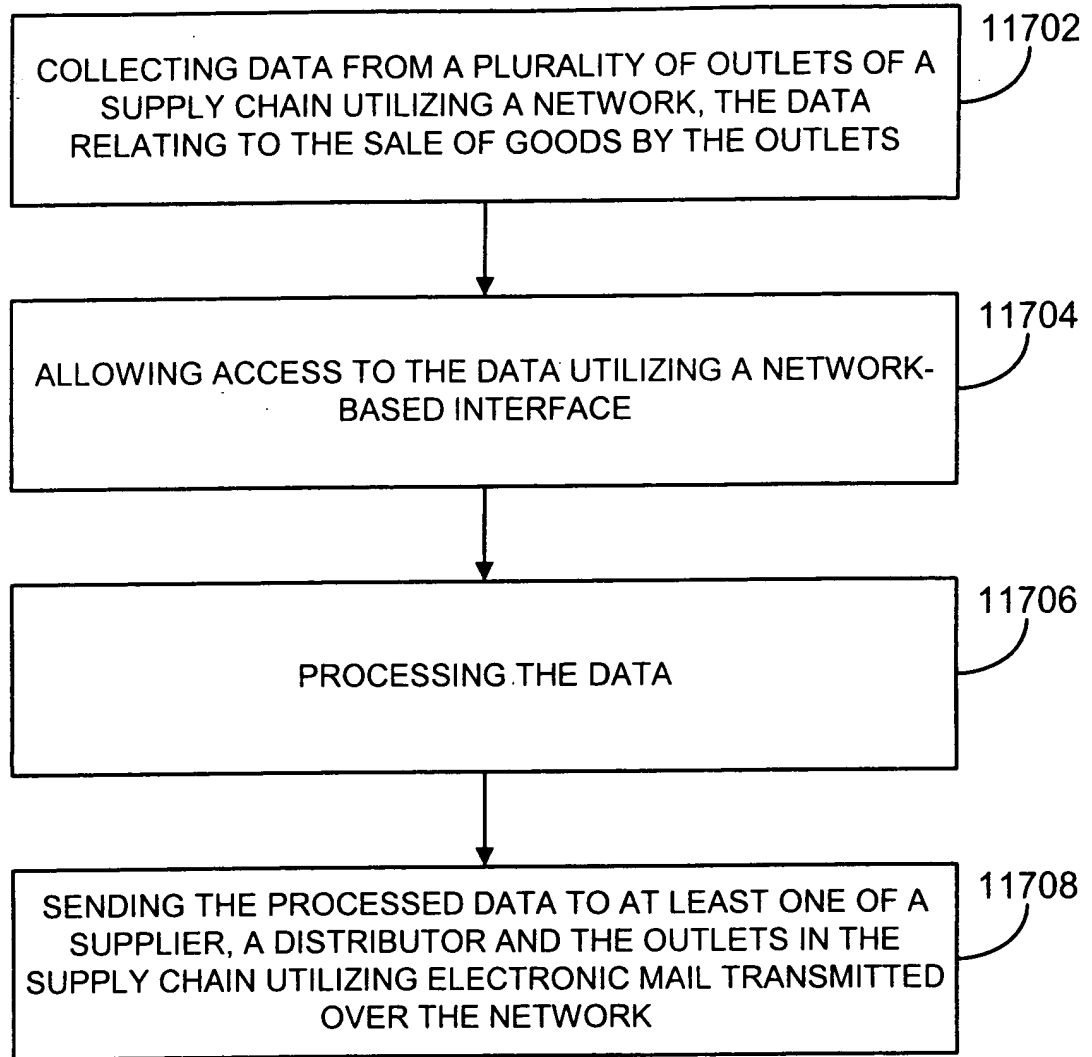 11702
COLLECTING DATA FROM A PLURALITY OF OUTLETS OF A
SUPPLY CHAIN UTILIZING A NETWORK, THE DATA
RELATING TO THE SALE OF GOODS BY THE OUTLETS
11704
ALLOWING ACCESS TO THE DATA UTILIZING A NETWORK-
BASED INTERFACE
11706
PROCESSING THE DATA
11708
SENDING THE PROCESSED DATA TO AT LEAST ONE OF A
SUPPLIER, A DISTRIBUTOR AND THE OUTLETS IN THE
SUPPLY CHAIN UTILIZING ELECTRONIC MAIL TRANSMITTED
OVER THE NETWORK